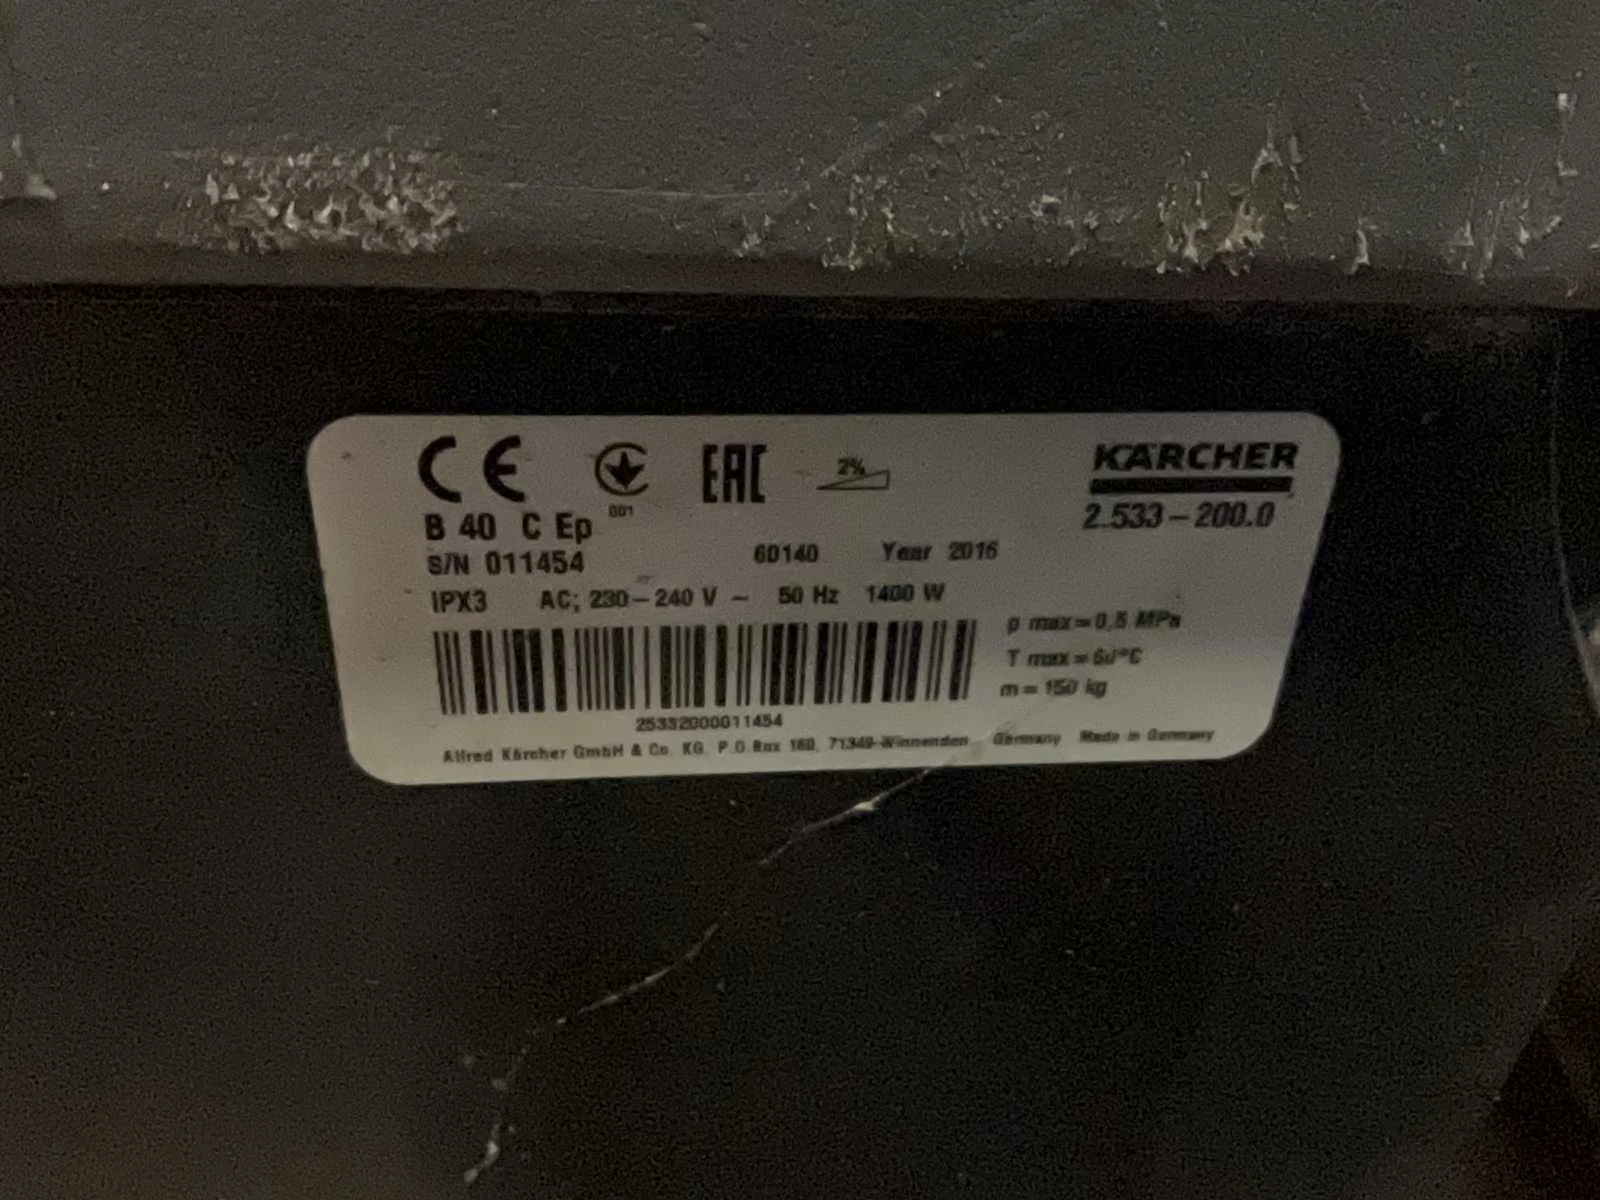 CE EAC 2% KÄRCHER
001
B 40 C Ep 2.533-200.0
S/N 011454 60140 Year 2016
IPX3 AC; 230-240 V ~ 50 Hz 1400 W
p max=0,5 MPa
T max=60°C
m=150 kg
25332000011454
Alfred Kärcher GmbH & Co. KG, P.O.Box 160, 71349-Winnenden Germany Made in Germany